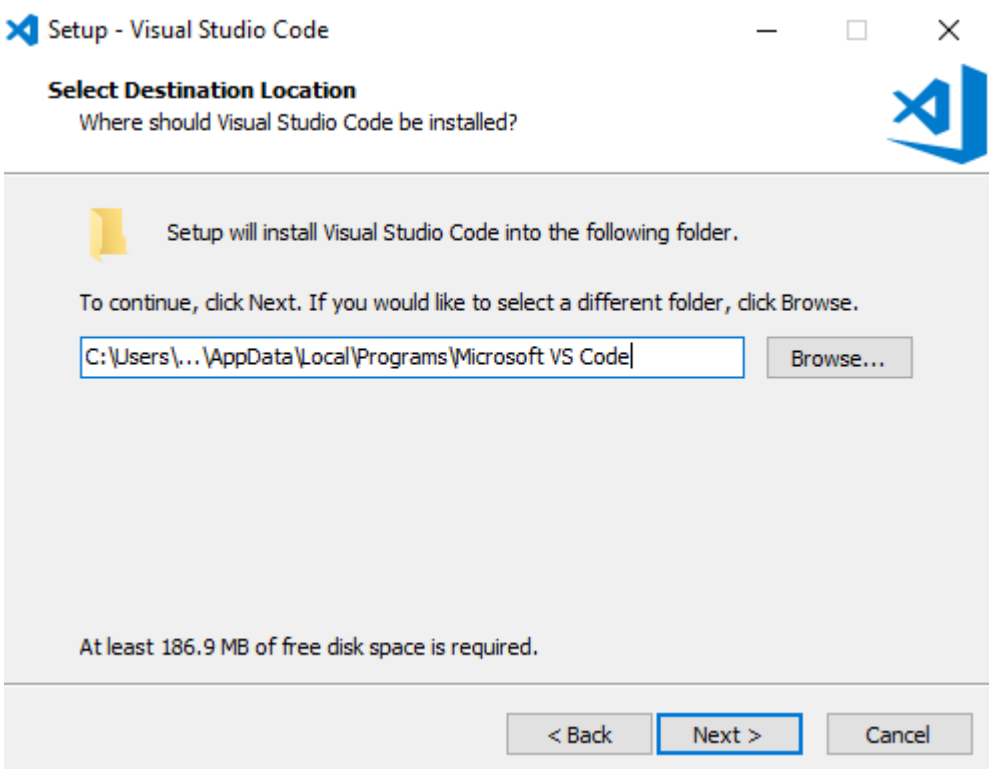 Setup - Visual Studio Code
Select Destination Location
Where should Visual Studio Code be installed?
Setup will install Visual Studio Code into the following folder.
To continue, click Next. If you would like to select a different folder, click Browse.
C:\Users\...\AppData\Local\Programs\Microsoft VS Code
Browse...
At least 186.9 MB of free disk space is required.
< Back Next > Cancel